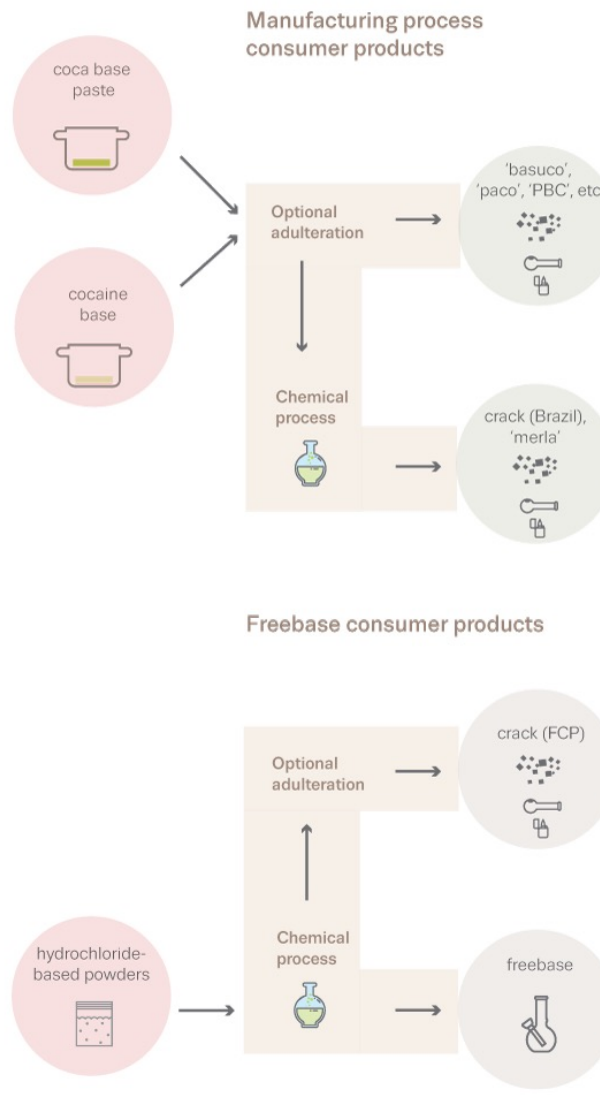 Manufacturing process
consumer products
coca base
paste
cocaine
base
Optional
adulteration
'basuco',
'paco', 'PBC', etc
Chemical
process
crack (Brazil),
'merla'
Freebase consumer products
crack (FCP)
Optional
adulteration
Chemical
process
hydrochloride-
based powders
freebase